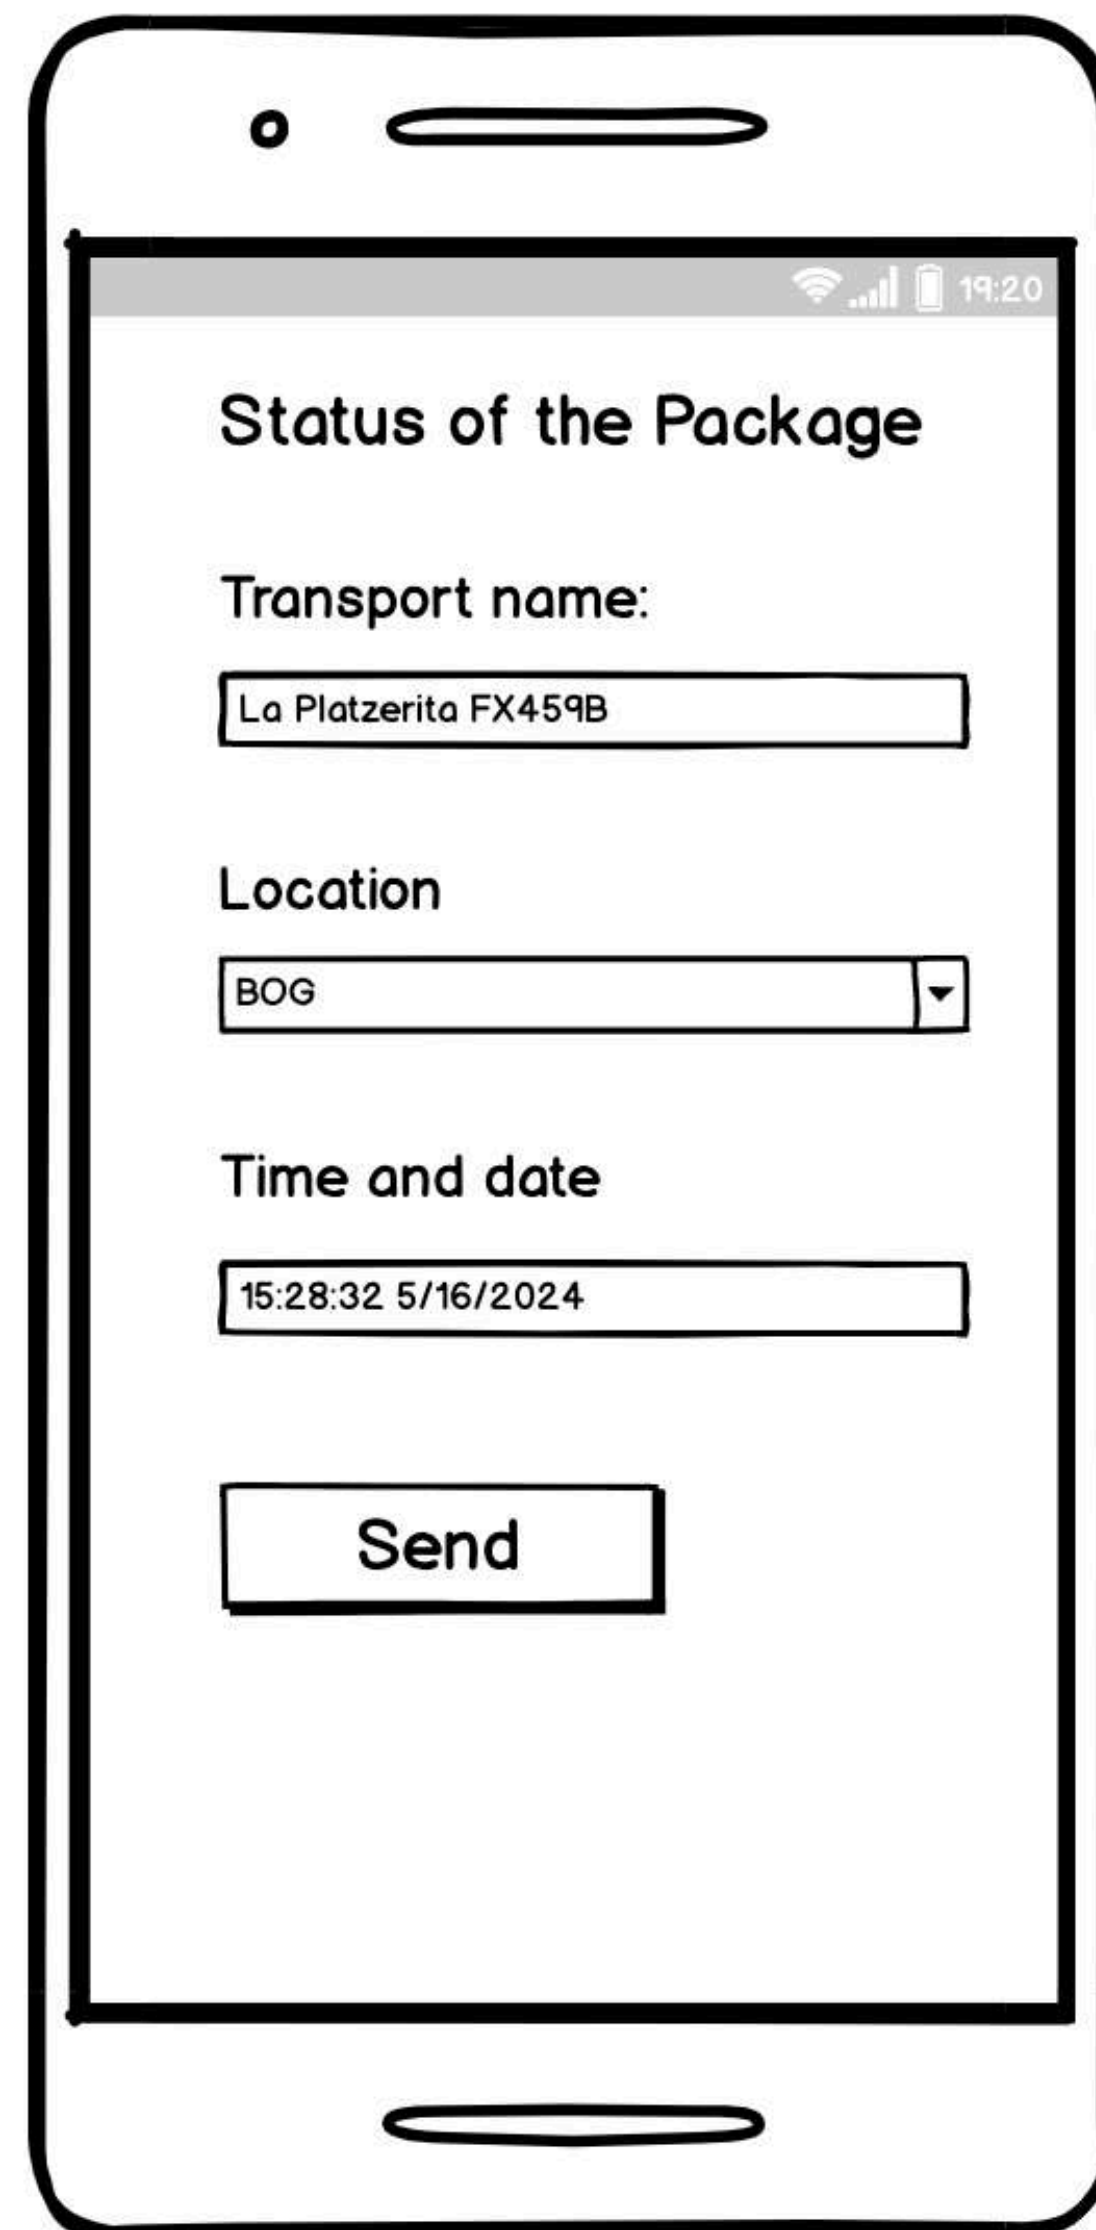 19:20
Status of the Package
Transport name:
La Platzerita FX459B
Location
BOG
Time and date
15:28:32 5/16/2024
Send